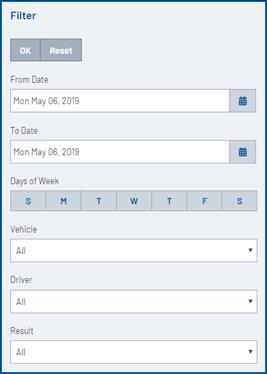 Filter
OK Reset
From Date
Mon May 06, 2019
To Date
Mon May 06, 2019
Days of Week
S M T W T F S
Vehicle
All
Driver
All
Result
All